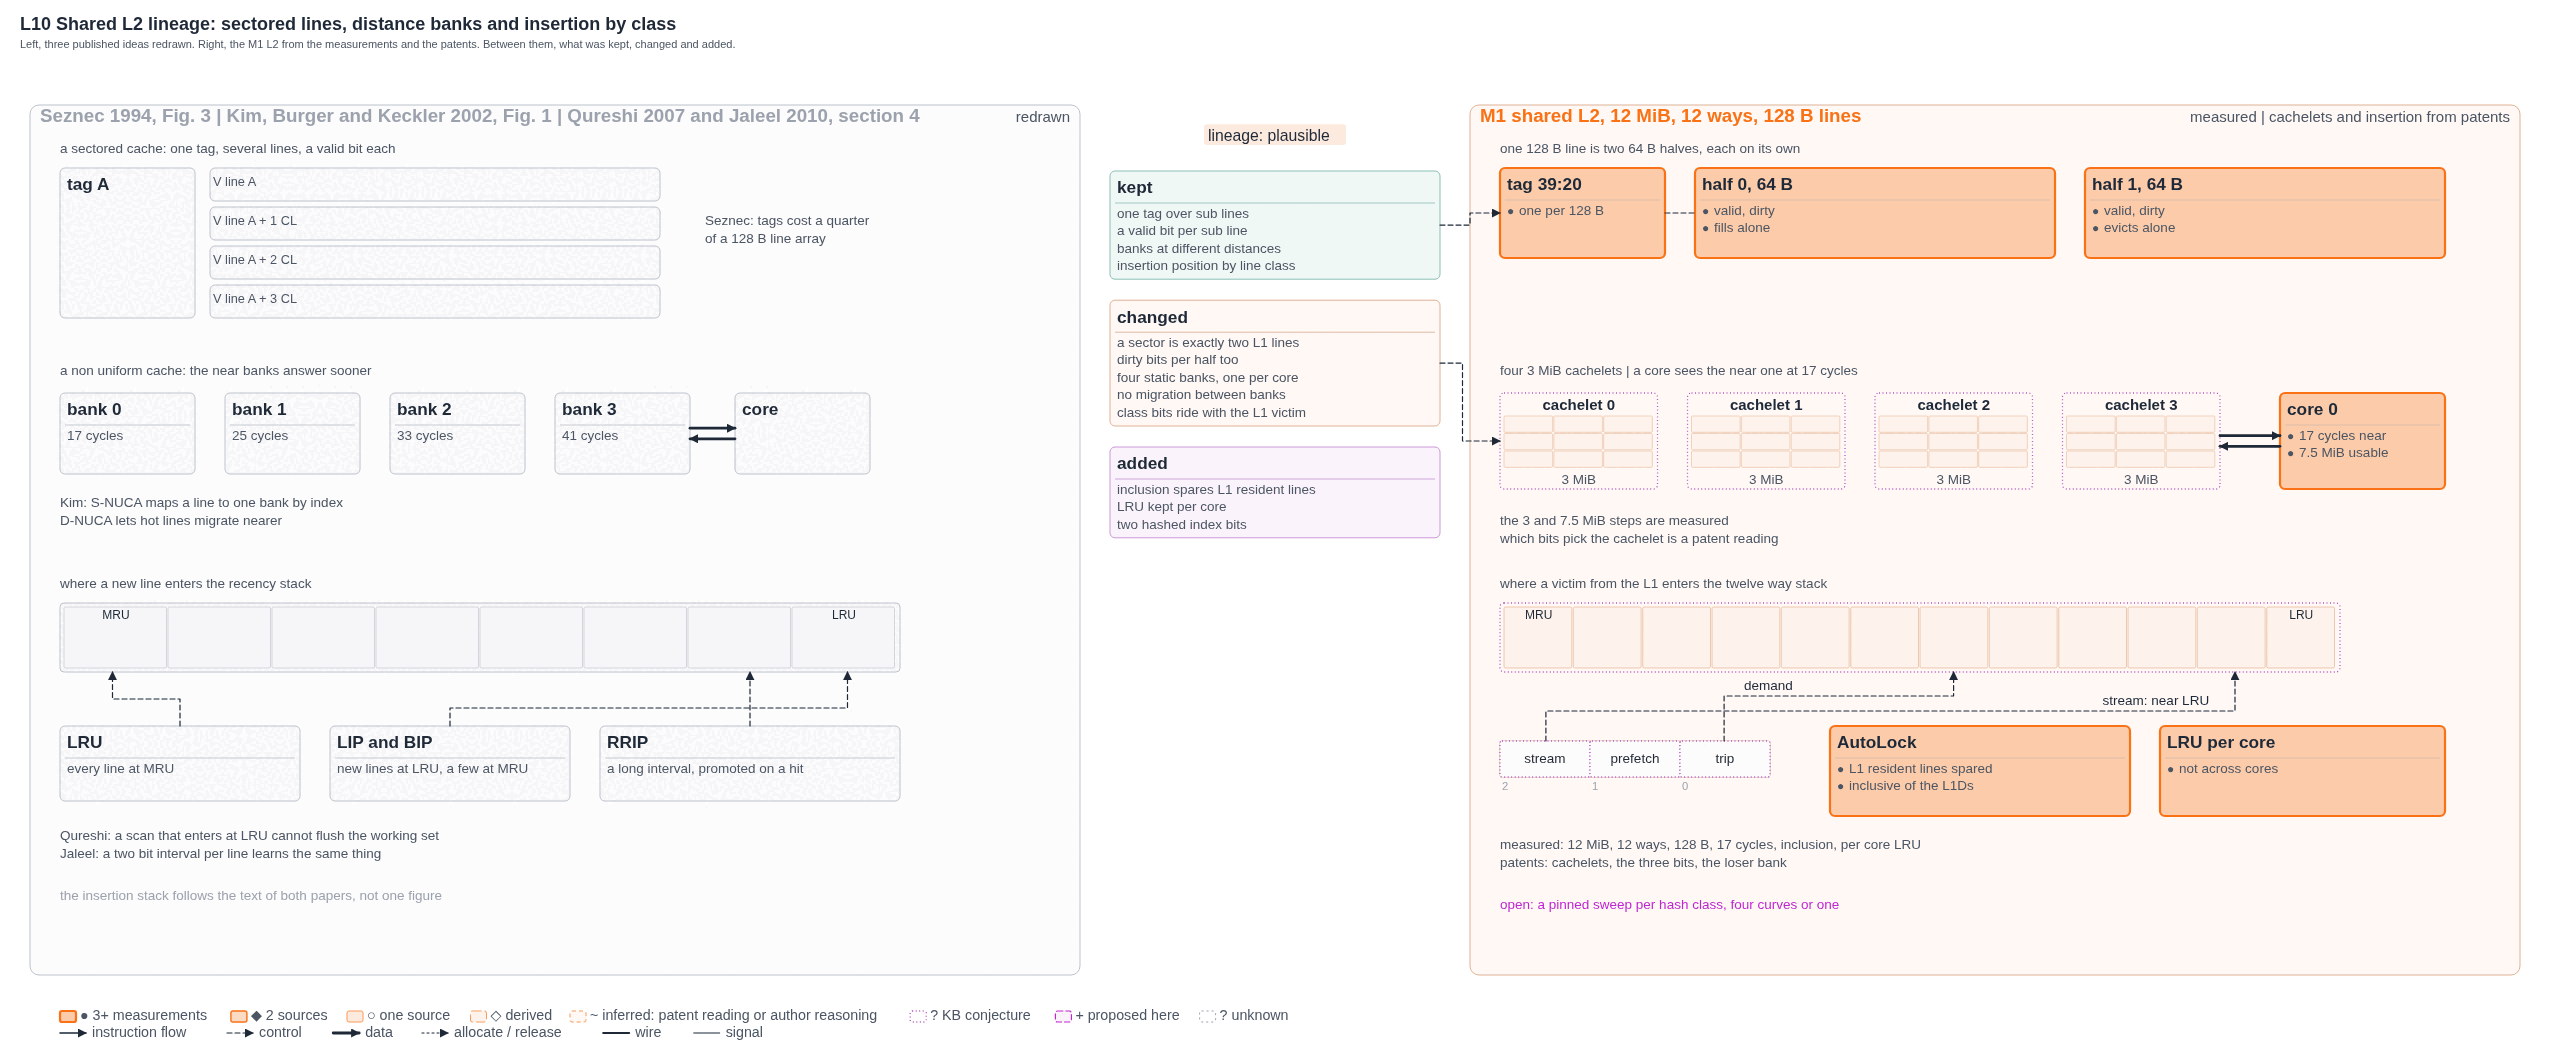 L10 Shared L2 lineage: sectored lines, distance banks and insertion by class
Left, three published ideas redrawn. Right, the M1 L2 from the measurements and the patents. Between them, what was kept, changed and added.
Seznec 1994, Fig. 3 | Kim, Burger and Keckler 2002, Fig. 1 | Qureshi 2007 and Jaleel 2010, section 4
redrawn
a sectored cache: one tag, several lines, a valid bit each
tag A
V line A
V line A + 1 CL
V line A + 2 CL
V line A + 3 CL
Seznec: tags cost a quarter
of a 128 B line array
a non uniform cache: the near banks answer sooner
bank 0
17 cycles
bank 1
25 cycles
bank 2
33 cycles
bank 3
41 cycles
core
Kim: S-NUCA maps a line to one bank by index
D-NUCA lets hot lines migrate nearer
where a new line enters the recency stack
MRU
LRU
LRU
every line at MRU
LIP and BIP
new lines at LRU, a few at MRU
RRIP
a long interval, promoted on a hit
Qureshi: a scan that enters at LRU cannot flush the working set
Jaleel: a two bit interval per line learns the same thing
the insertion stack follows the text of both papers, not one figure
lineage: plausible
kept
one tag over sub lines
a valid bit per sub line
banks at different distances
insertion position by line class
changed
a sector is exactly two L1 lines
dirty bits per half too
four static banks, one per core
no migration between banks
class bits ride with the L1 victim
added
inclusion spares L1 resident lines
LRU kept per core
two hashed index bits
M1 shared L2, 12 MiB, 12 ways, 128 B lines
measured | cachelets and insertion from patents
one 128 B line is two 64 B halves, each on its own
tag 39:20
● one per 128 B
half 0, 64 B
● valid, dirty
● fills alone
half 1, 64 B
● valid, dirty
● evicts alone
four 3 MiB cachelets | a core sees the near one at 17 cycles
cachelet 0
3 MiB
cachelet 1
3 MiB
cachelet 2
3 MiB
cachelet 3
3 MiB
core 0
● 17 cycles near
● 7.5 MiB usable
the 3 and 7.5 MiB steps are measured
which bits pick the cachelet is a patent reading
where a victim from the L1 enters the twelve way stack
MRU
LRU
demand
stream: near LRU
stream
prefetch
trip
2
1
0
AutoLock
● L1 resident lines spared
● inclusive of the L1Ds
LRU per core
● not across cores
measured: 12 MiB, 12 ways, 128 B, 17 cycles, inclusion, per core LRU
patents: cachelets, the three bits, the loser bank
open: a pinned sweep per hash class, four curves or one
● 3+ measurements
◆ 2 sources
○ one source
◇ derived
~ inferred: patent reading or author reasoning
? KB conjecture
+ proposed here
? unknown
instruction flow
control
data
allocate / release
wire
signal